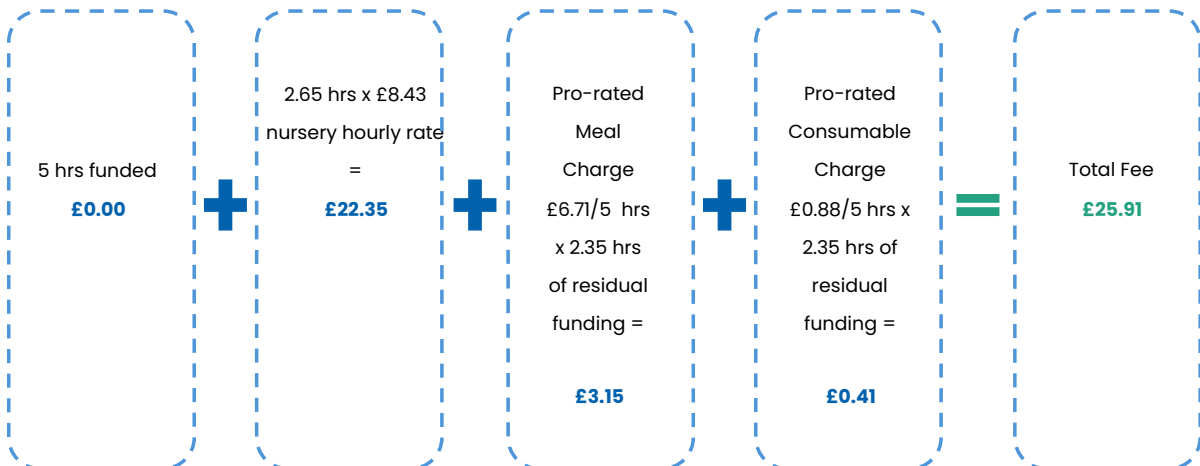 5 hrs funded
£0.00
2.65 hrs x £8.43
nursery hourly rate
=
£22.35
Pro-rated
Meal
Charge
£6.71/5 hrs
x 2.35 hrs
of residual
funding =
£3.15
Pro-rated
Consumable
Charge
£0.88/5 hrs x
2.35 hrs of
residual
funding =
£0.41
Total Fee
£25.91